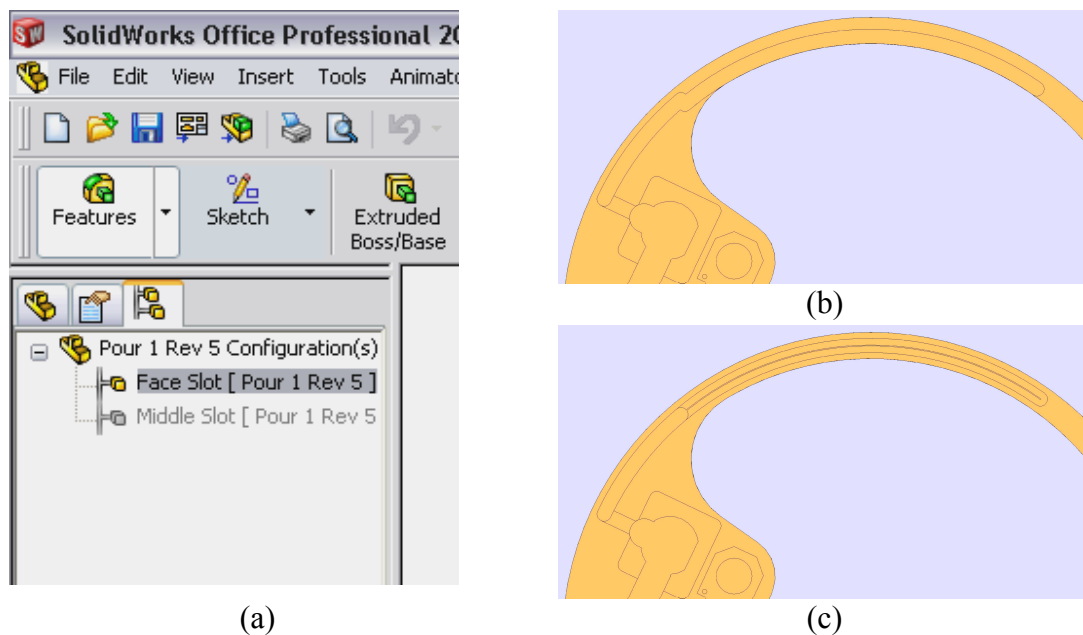 SW SolidWorks Office Professional 20
File Edit View Insert Tools Animato
Features Sketch Extruded
Boss/Base
Pour 1 Rev 5 Configuration(s)
Face Slot [ Pour 1 Rev 5 ]
Middle Slot [ Pour 1 Rev 5
(a)
(b)
(c)